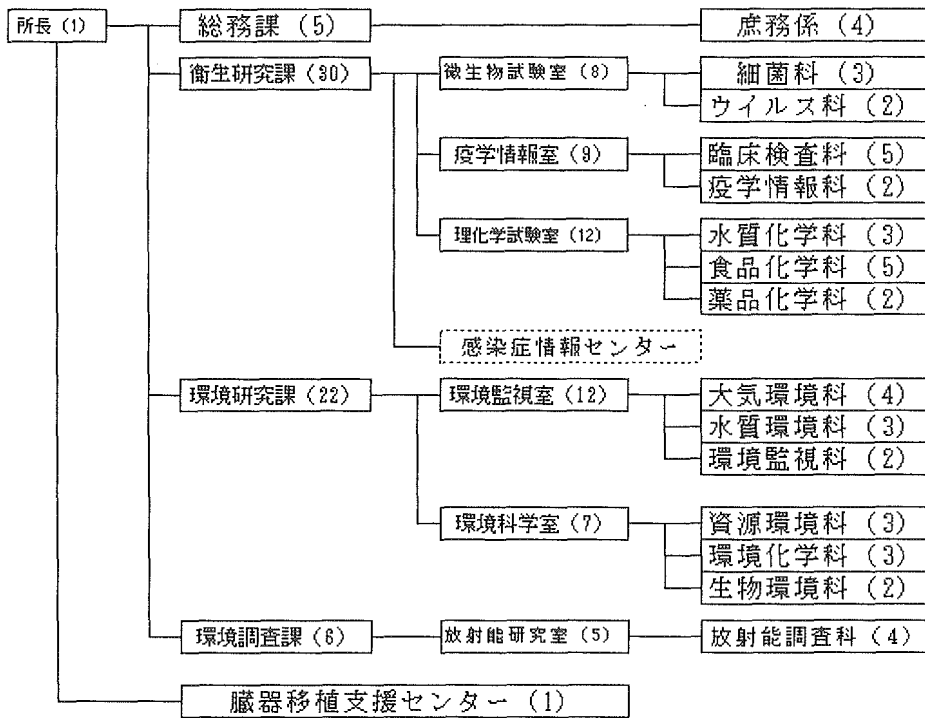 所長 (1)
総務課 (5)
庶務係 (4)
衛生研究課 (30)
微生物試験室 (8)
細菌科 (3)
ウイルス科 (2)
疫学情報室 (9)
臨床検査科 (5)
疫学情報科 (2)
理化学試験室 (12)
水質化学科 (3)
食品化学科 (5)
薬品化学科 (2)
感染症情報センター
環境研究課 (22)
環境監視室 (12)
大気環境科 (4)
水質環境科 (3)
環境監視科 (2)
環境科学室 (7)
資源環境科 (3)
環境化学科 (3)
生物環境科 (2)
環境調査課 (6)
放射能研究室 (5)
放射能調査科 (4)
臓器移植支援センター (1)